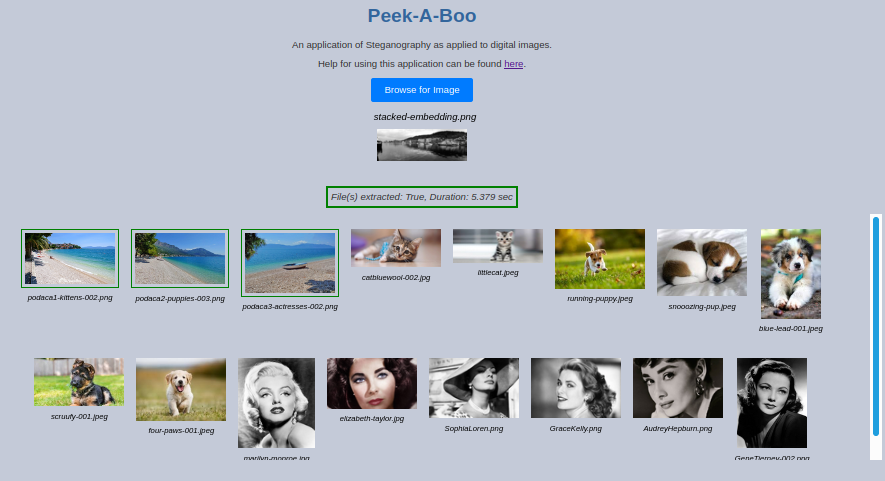 Peek-A-Boo
An application of Steganography as applied to digital images.
Help for using this application can be found here.
Browse for Image
stacked-embedding.png
File(s) extracted: True, Duration: 5.379 sec
podaca1-kittens-002.png
podaca2-puppies-003.png
podaca3-actresses-002.png
catbluewool-002.jpg
littlecat.jpeg
running-puppy.jpeg
snooozing-pup.jpeg
blue-lead-001.jpeg
scruufy-001.jpeg
four-paws-001.jpeg
marilyn-monroe.jpg
elizabeth-taylor.jpg
SophiaLoren.png
GraceKelly.png
AudreyHepburn.png
GeneTierney-002.png